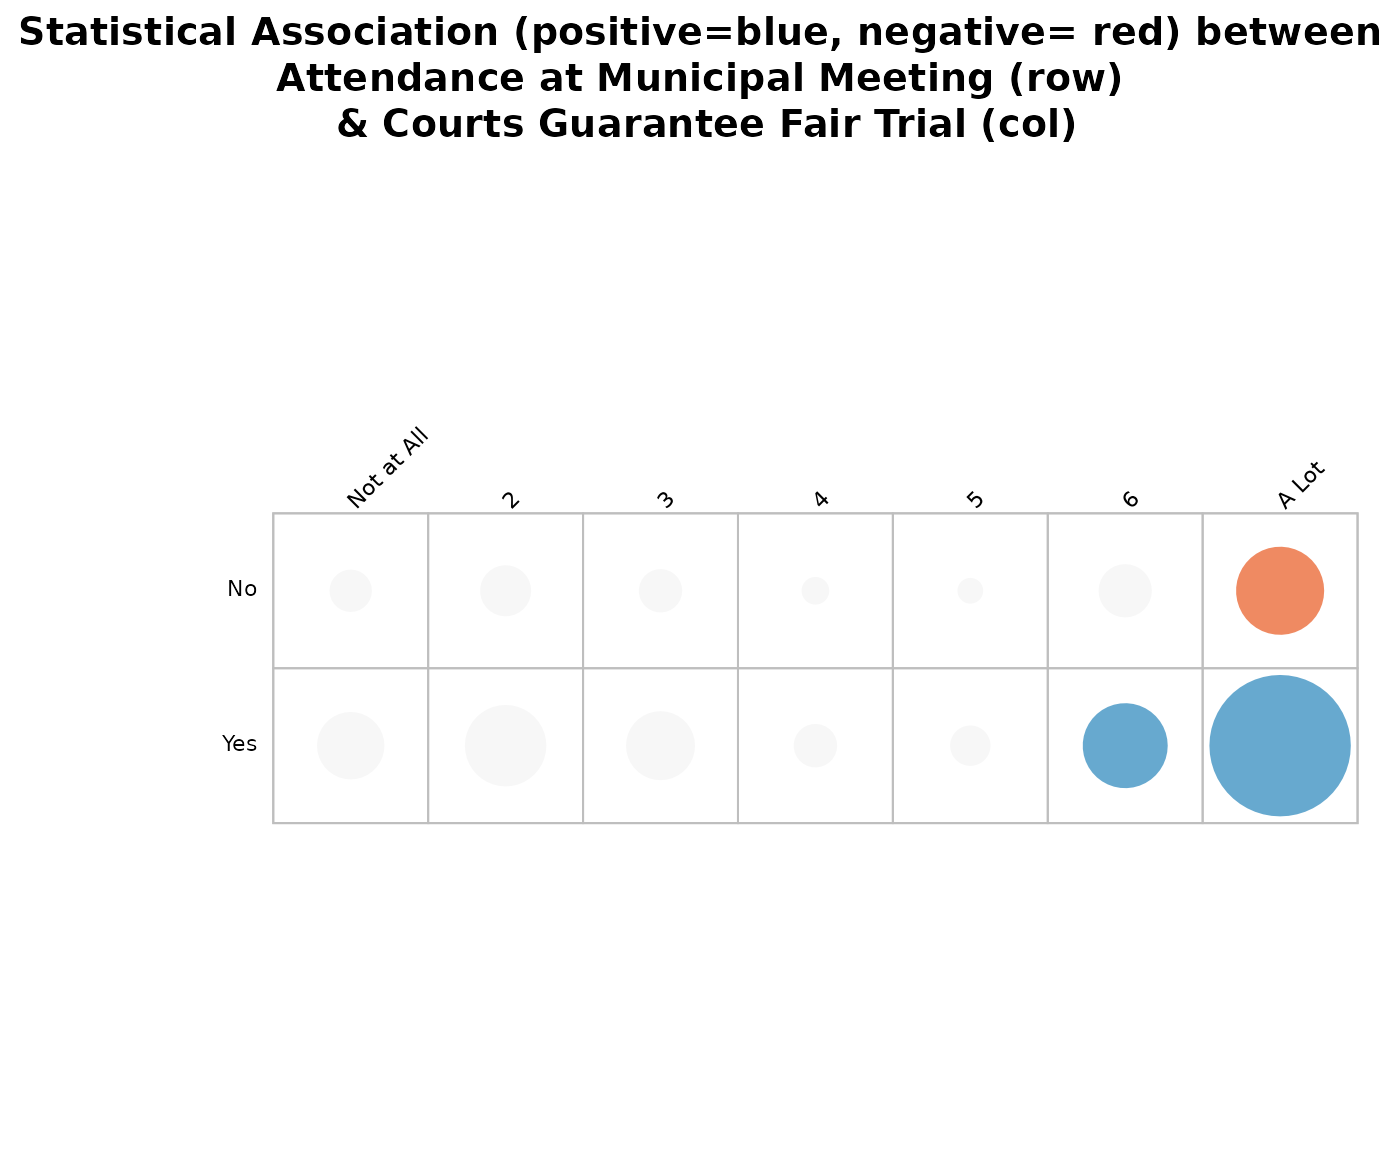 Statistical Association (positive=blue, negative= red) between
Attendance at Municipal Meeting (row)
& Courts Guarantee Fair Trial (col)
Not at All 2 3 4 5 6 A Lot
No
Yes